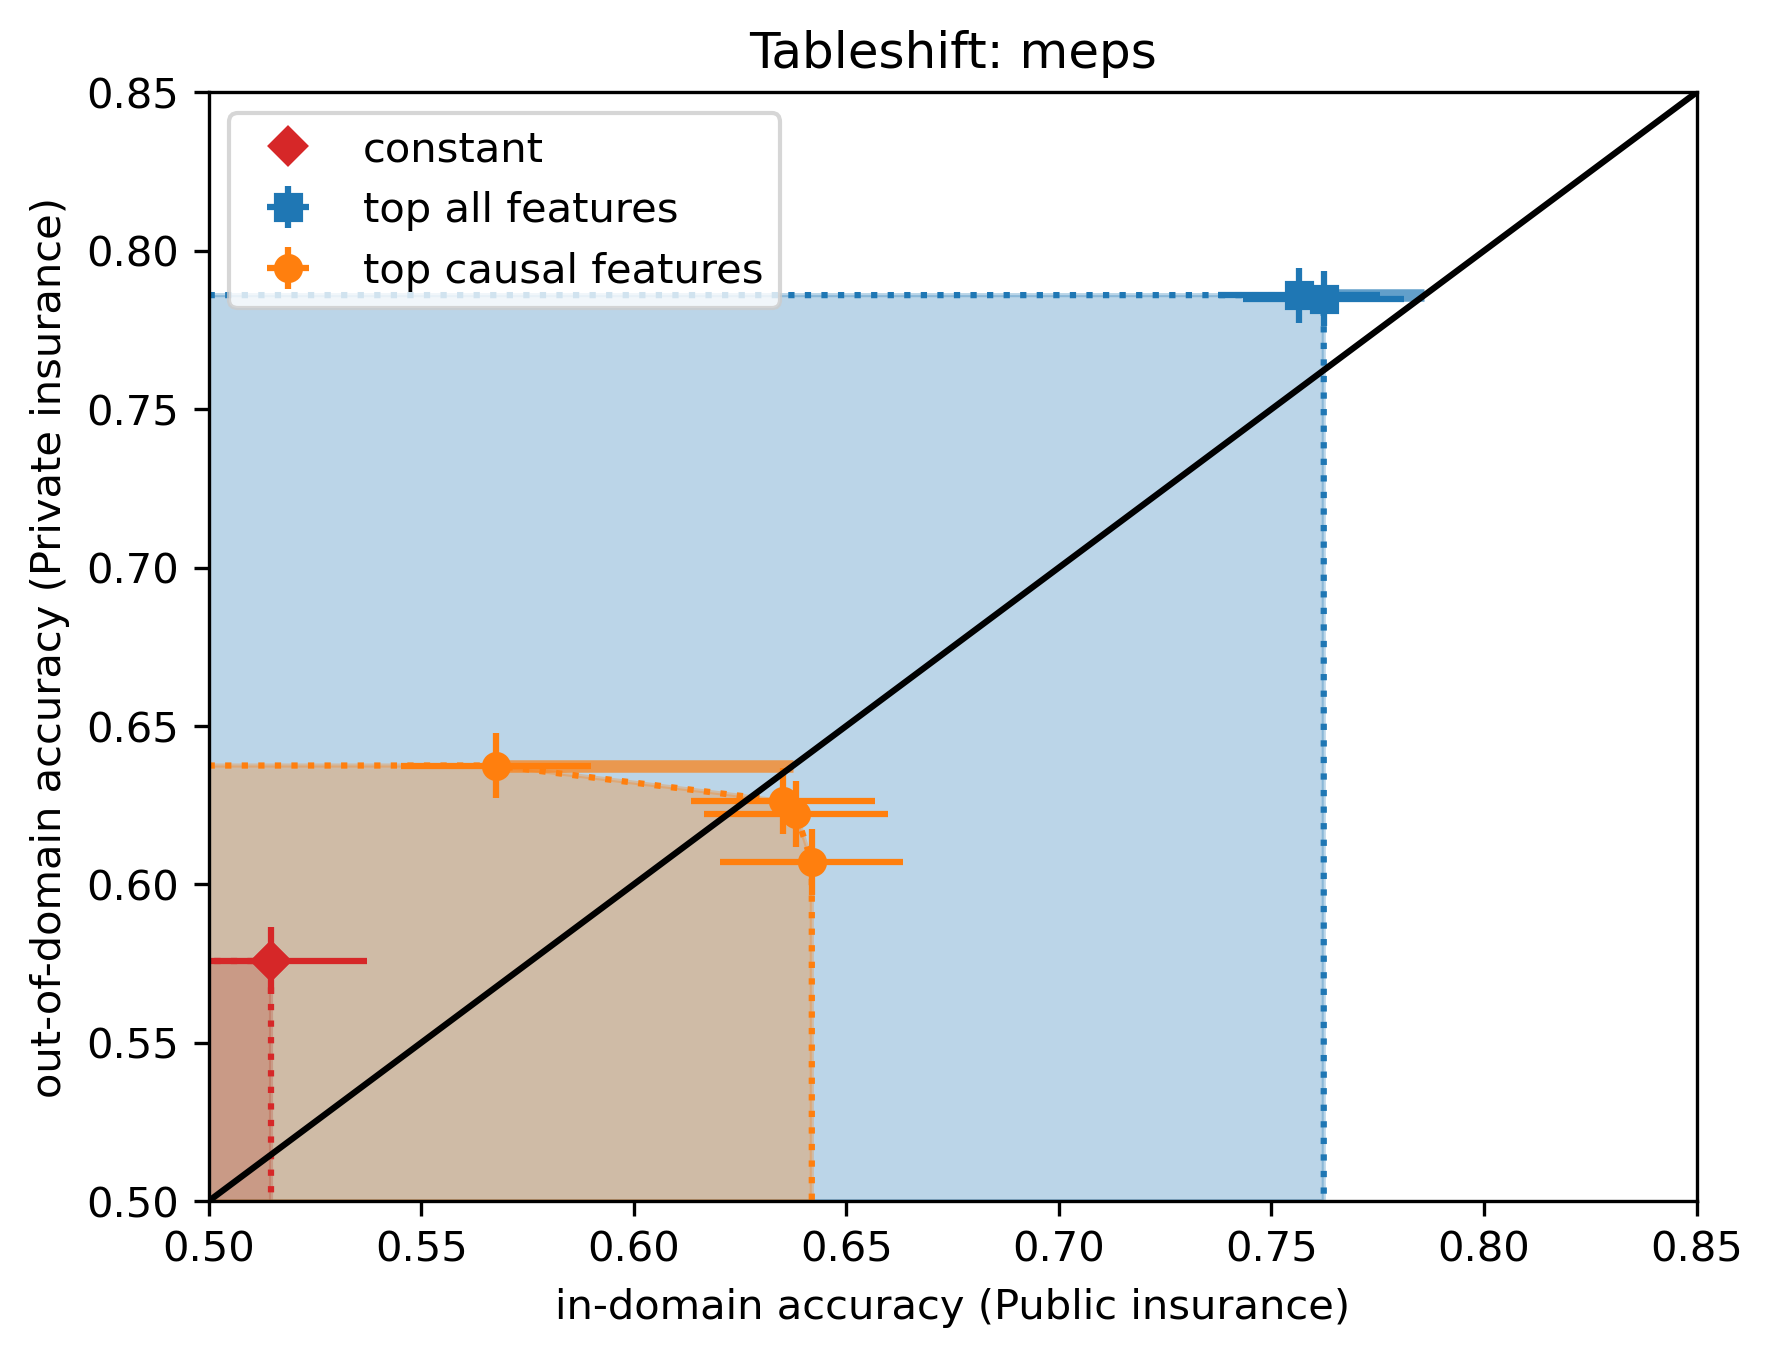 Tableshift: meps
0.85
0.80
0.75
0.70
0.65
0.60
0.55
0.50
out-of-domain accuracy (Private insurance)
constant
top all features
top causal features
0.50 0.55 0.60 0.65 0.70 0.75 0.80 0.85
in-domain accuracy (Public insurance)